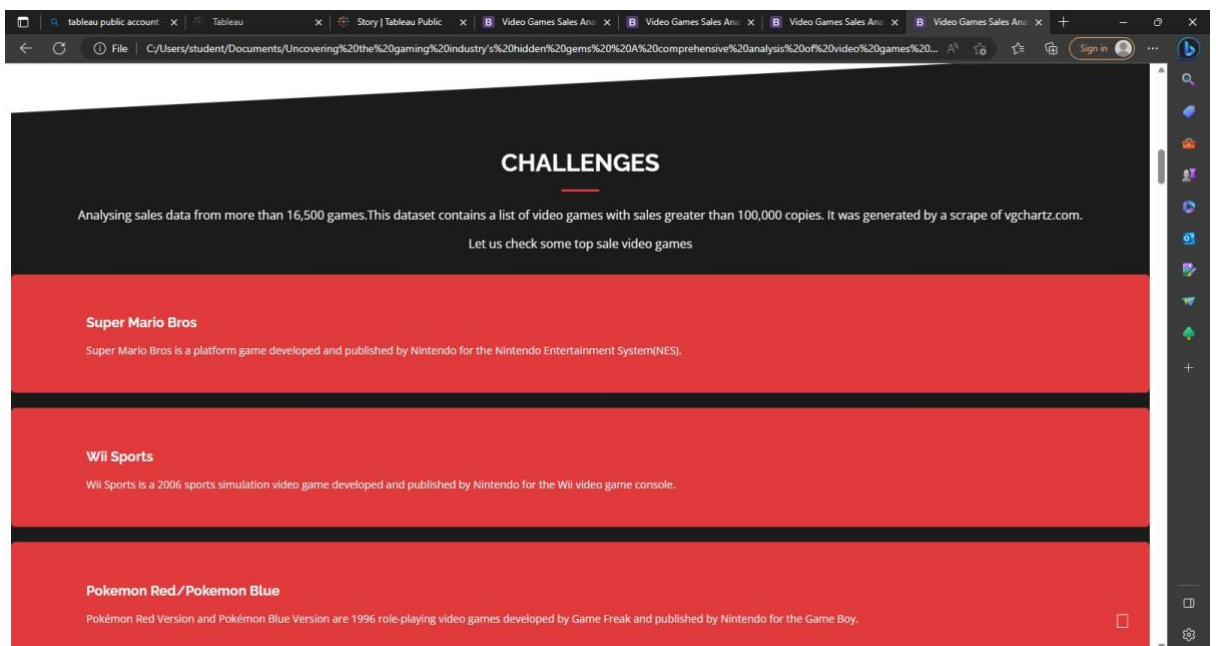 tableau public account
Tableau
Story | Tableau Public
Video Games Sales Ana
Video Games Sales Ana
Video Games Sales Ana
Video Games Sales Ana
File
C:/Users/student/Documents/Uncovering%20the%20gaming%20industry's%20hidden%20gems%20%20A%20comprehensive%20analysis%20of%20video%20games%20...
Sign in
CHALLENGES
Analysing sales data from more than 16,500 games.This dataset contains a list of video games with sales greater than 100,000 copies. It was generated by a scrape of vgchartz.com.
Let us check some top sale video games
Super Mario Bros
Super Mario Bros is a platform game developed and published by Nintendo for the Nintendo Entertainment System(NES).
Wii Sports
Wii Sports is a 2006 sports simulation video game developed and published by Nintendo for the Wii video game console.
Pokemon Red/Pokemon Blue
Pokémon Red Version and Pokémon Blue Version are 1996 role-playing video games developed by Game Freak and published by Nintendo for the Game Boy.